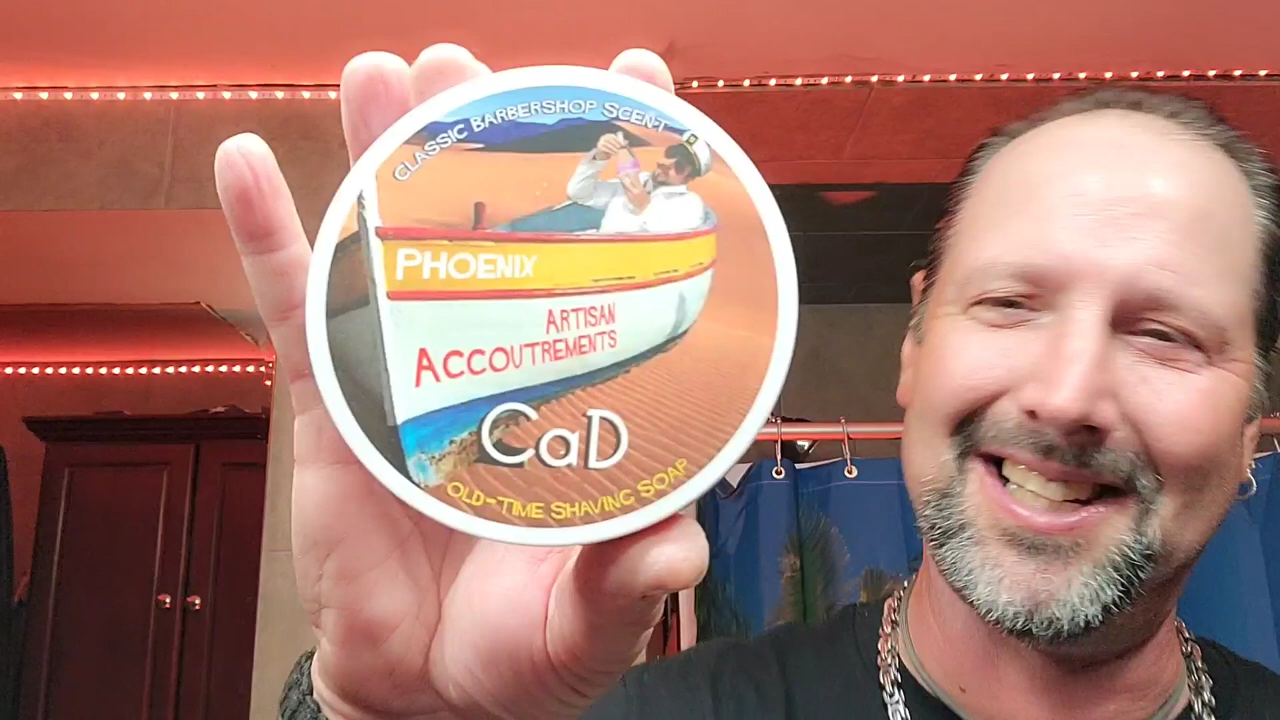 CLASSIC BARBERSHOP SCENT
PHOENIX
ARTISAN
ACCOUTREMENTS
CaD
OLD-TIME SHAVING SOAP